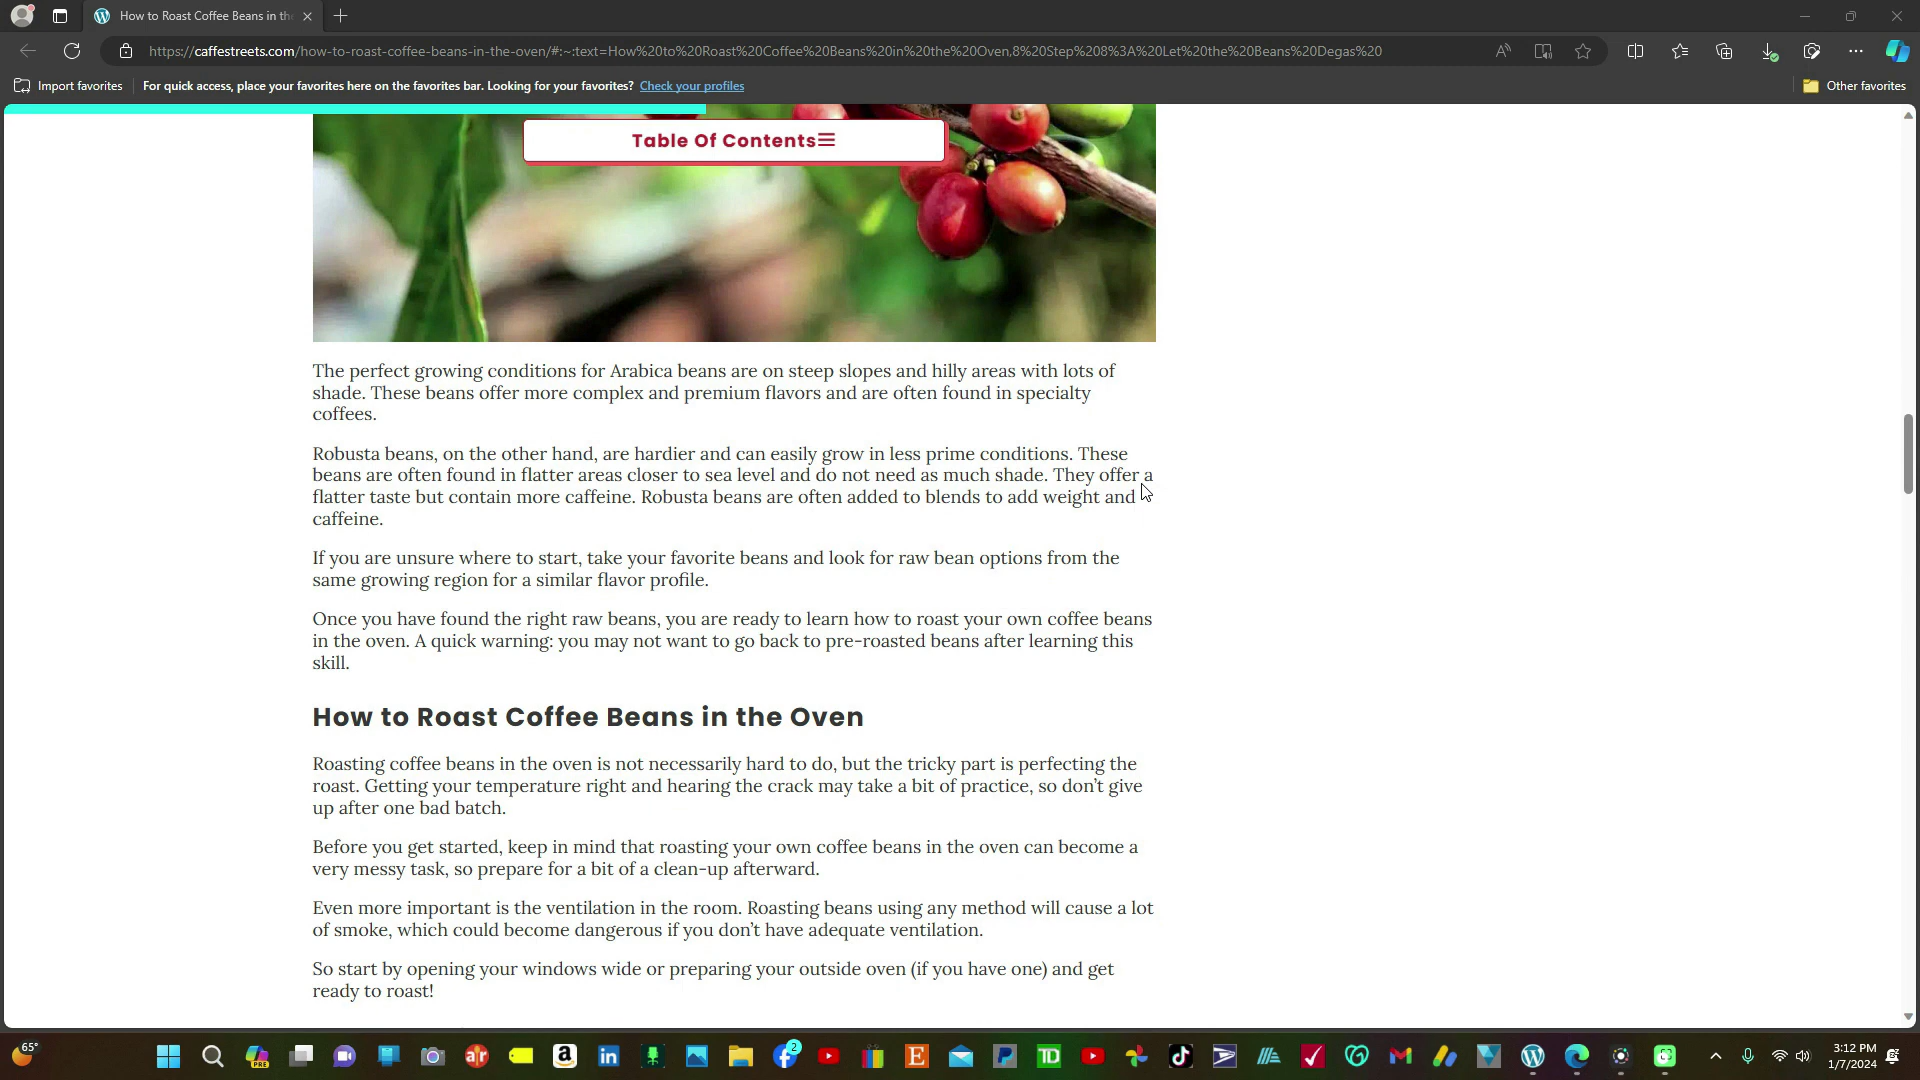 How to Roast Coffee Beans in th
https://caffestreets.com/how-to-roast-coffee-beans-in-the-oven/#:~:text=How%20to%20Roast%20Coffee%20Beans%20in%20the%20Oven,8%20Step%208%3A%20Let%20the%20Beans%20Degas%20
Import favorites
For quick access, place your favorites here on the favorites bar. Looking for your favorites? Check your profiles
Other favorites
Table Of Contents
The perfect growing conditions for Arabica beans are on steep slopes and hilly areas with lots of
shade. These beans offer more complex and premium flavors and are often found in specialty
coffees.
Robusta beans, on the other hand, are hardier and can easily grow in less prime conditions. These
beans are often found in flatter areas closer to sea level and do not need as much shade. They offer a
flatter taste but contain more caffeine. Robusta beans are often added to blends to add weight and
caffeine.
If you are unsure where to start, take your favorite beans and look for raw bean options from the
same growing region for a similar flavor profile.
Once you have found the right raw beans, you are ready to learn how to roast your own coffee beans
in the oven. A quick warning: you may not want to go back to pre-roasted beans after learning this
skill.
How to Roast Coffee Beans in the Oven
Roasting coffee beans in the oven is not necessarily hard to do, but the tricky part is perfecting the
roast. Getting your temperature right and hearing the crack may take a bit of practice, so don’t give
up after one bad batch.
Before you get started, keep in mind that roasting your own coffee beans in the oven can become a
very messy task, so prepare for a bit of a clean-up afterward.
Even more important is the ventilation in the room. Roasting beans using any method will cause a lot
of smoke, which could become dangerous if you don’t have adequate ventilation.
So start by opening your windows wide or preparing your outside oven (if you have one) and get
ready to roast!
65°
PRE
air
a
in
2
E
TD
3:12 PM
1/7/2024